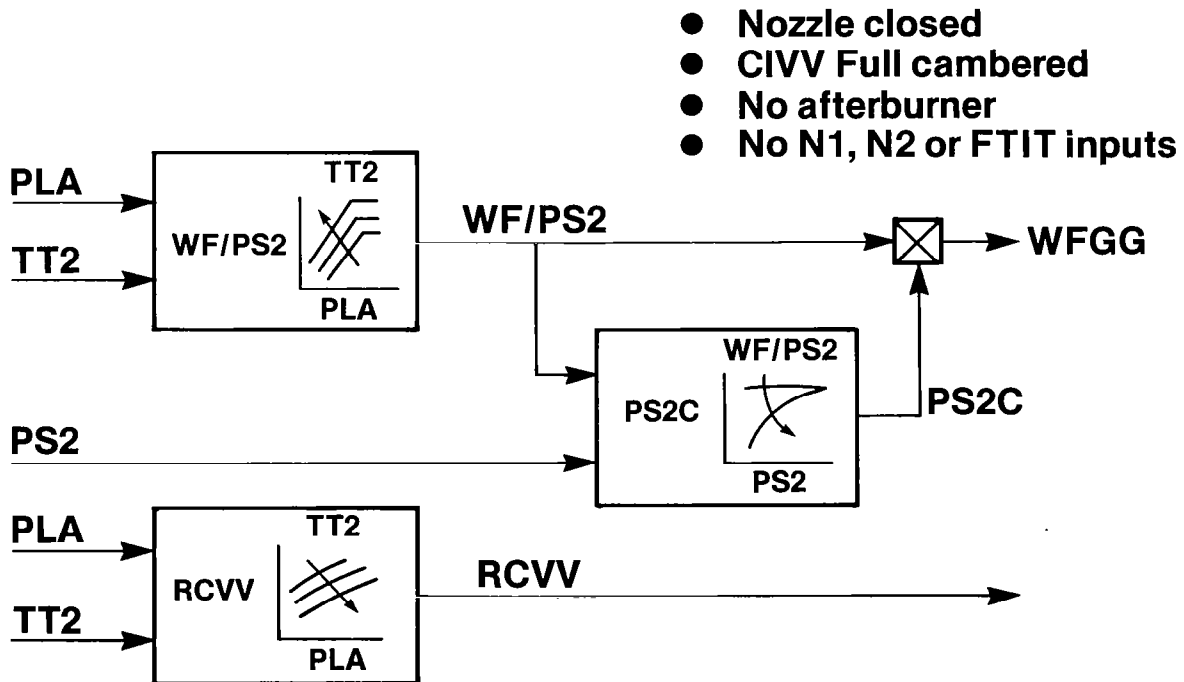 ● Nozzle closed
● CIVV Full cambered
● No afterburner
● No N1, N2 or FTIT inputs
PLA
TT2
TT2
WF/PS2
PLA
WF/PS2
WFGG
WF/PS2
PS2C
PS2
PS2C
PS2
PLA
TT2
TT2
RCVV
PLA
RCVV